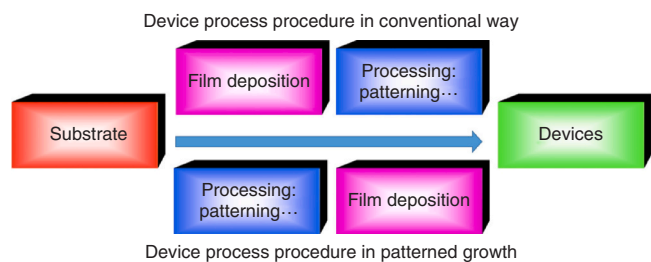 Device process procedure in conventional way
Film deposition
Processing:
patterning···
Substrate
Devices
Processing:
patterning···
Film deposition
Device process procedure in patterned growth